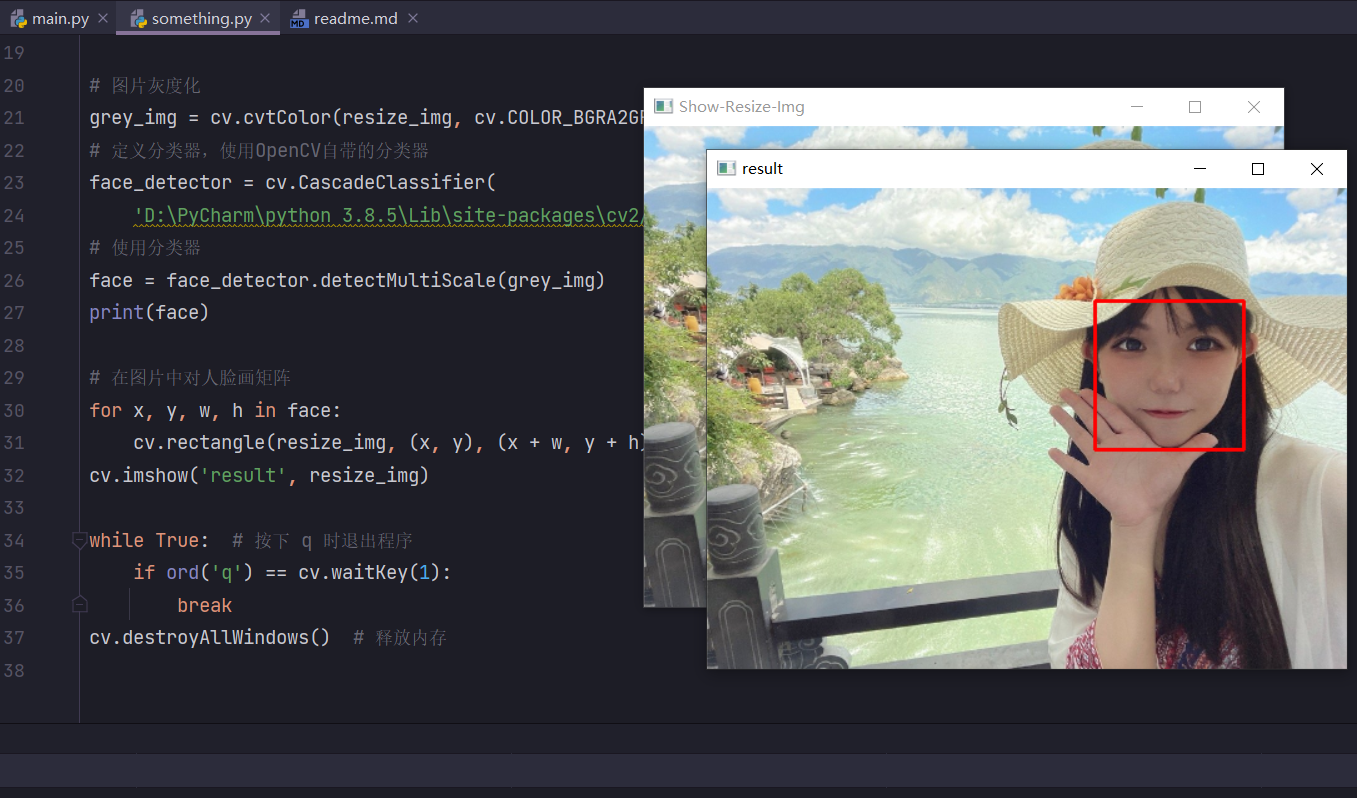 main.py
something.py
readme.md
19
20 # 图片灰度化
21 grey_img = cv.cvtColor(resize_img, cv.COLOR_BGRA2GR
22 # 定义分类器，使用OpenCV自带的分类器
23 face_detector = cv.CascadeClassifier(
24 'D:\PyCharm\python 3.8.5\Lib\site-packages\cv2/
25 # 使用分类器
26 face = face_detector.detectMultiScale(grey_img)
27 print(face)
28
29 # 在图片中对人脸画矩阵
30 for x, y, w, h in face:
31 cv.rectangle(resize_img, (x, y), (x + w, y + h)
32 cv.imshow('result', resize_img)
33
34 while True: # 按下 q 时退出程序
35 if ord('q') == cv.waitKey(1):
36 break
37 cv.destroyAllWindows() # 释放内存
38
Show-Resize-Img
result